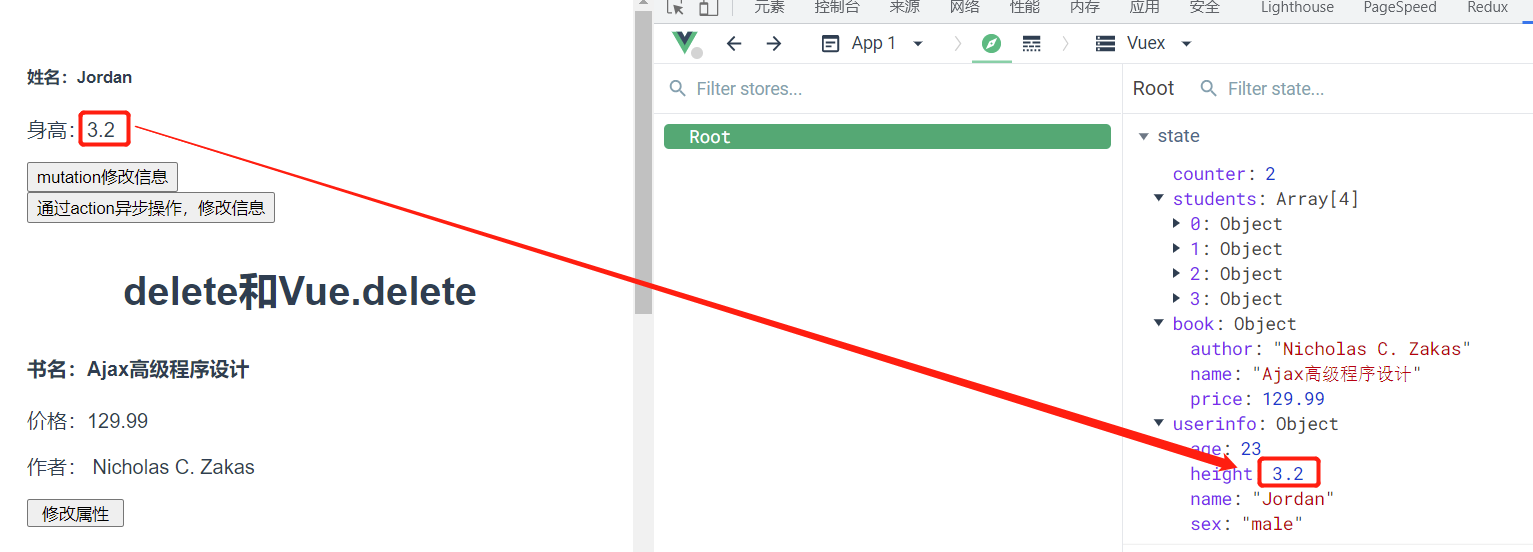 姓名：Jordan
身高：3.2
mutation修改信息
通过action异步操作，修改信息
delete和Vue.delete
书名：Ajax高级程序设计
价格：129.99
作者： Nicholas C. Zakas
修改属性
元素 控制台 来源 网络 性能 内存 应用 安全 Lighthouse PageSpeed Redux
App 1 Vuex
Filter stores...
Root
Root Filter state...
state
counter: 2
students: Array[4]
0: Object
1: Object
2: Object
3: Object
book: Object
author: "Nicholas C. Zakas"
name: "Ajax高级程序设计"
price: 129.99
userinfo: Object
age: 23
height 3.2
name: "Jordan"
sex: "male"